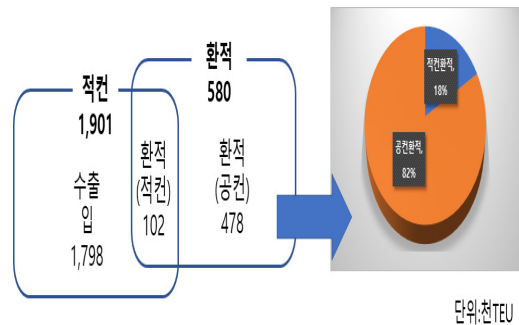 환적
580
적컨
1,901
수출
입
1,798
환적
(적컨)
102
환적
(공컨)
478
적컨환적,
18%
공컨환적,
82%
단위:천TEU